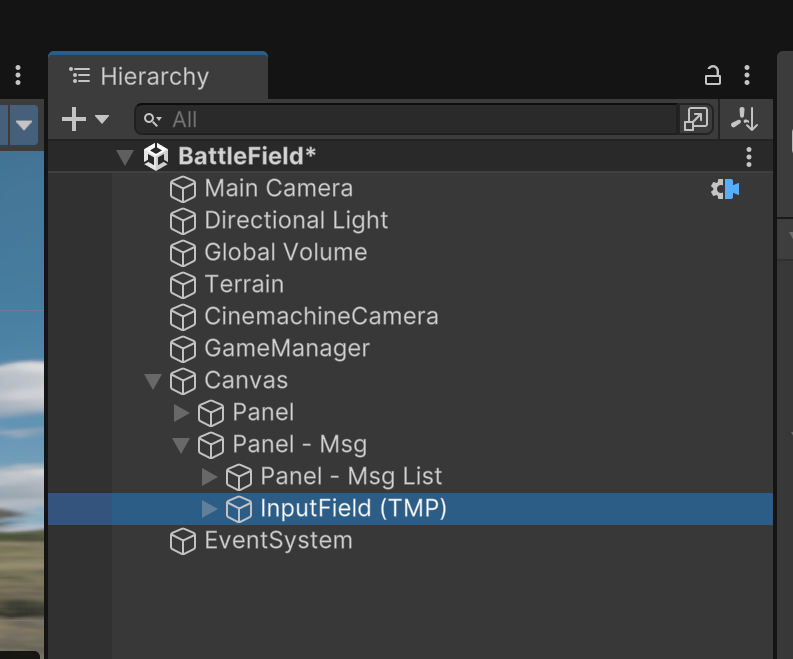 Hierarchy
All
BattleField*
Main Camera
Directional Light
Global Volume
Terrain
CinemachineCamera
GameManager
Canvas
Panel
Panel - Msg
Panel - Msg List
InputField (TMP)
EventSystem